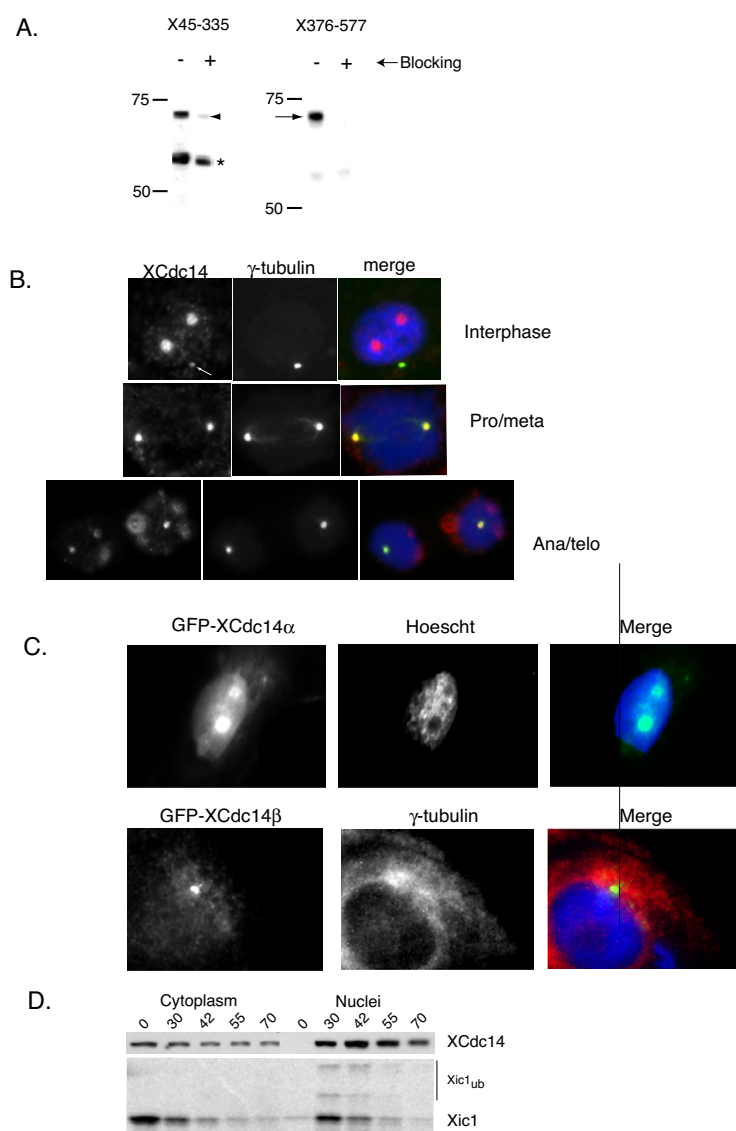 A.
X45-335 X376-577
- + - + ←Blocking
75 75
*
50 50
B.
XCdc14 γ-tubulin merge
Interphase
Pro/meta
Ana/telo
C.
GFP-XCdc14α Hoescht Merge
GFP-XCdc14β γ-tubulin Merge
D.
Cytoplasm Nuclei
0 30 42 55 70 0 30 42 55 70
XCdc14
Xic1ub
Xic1